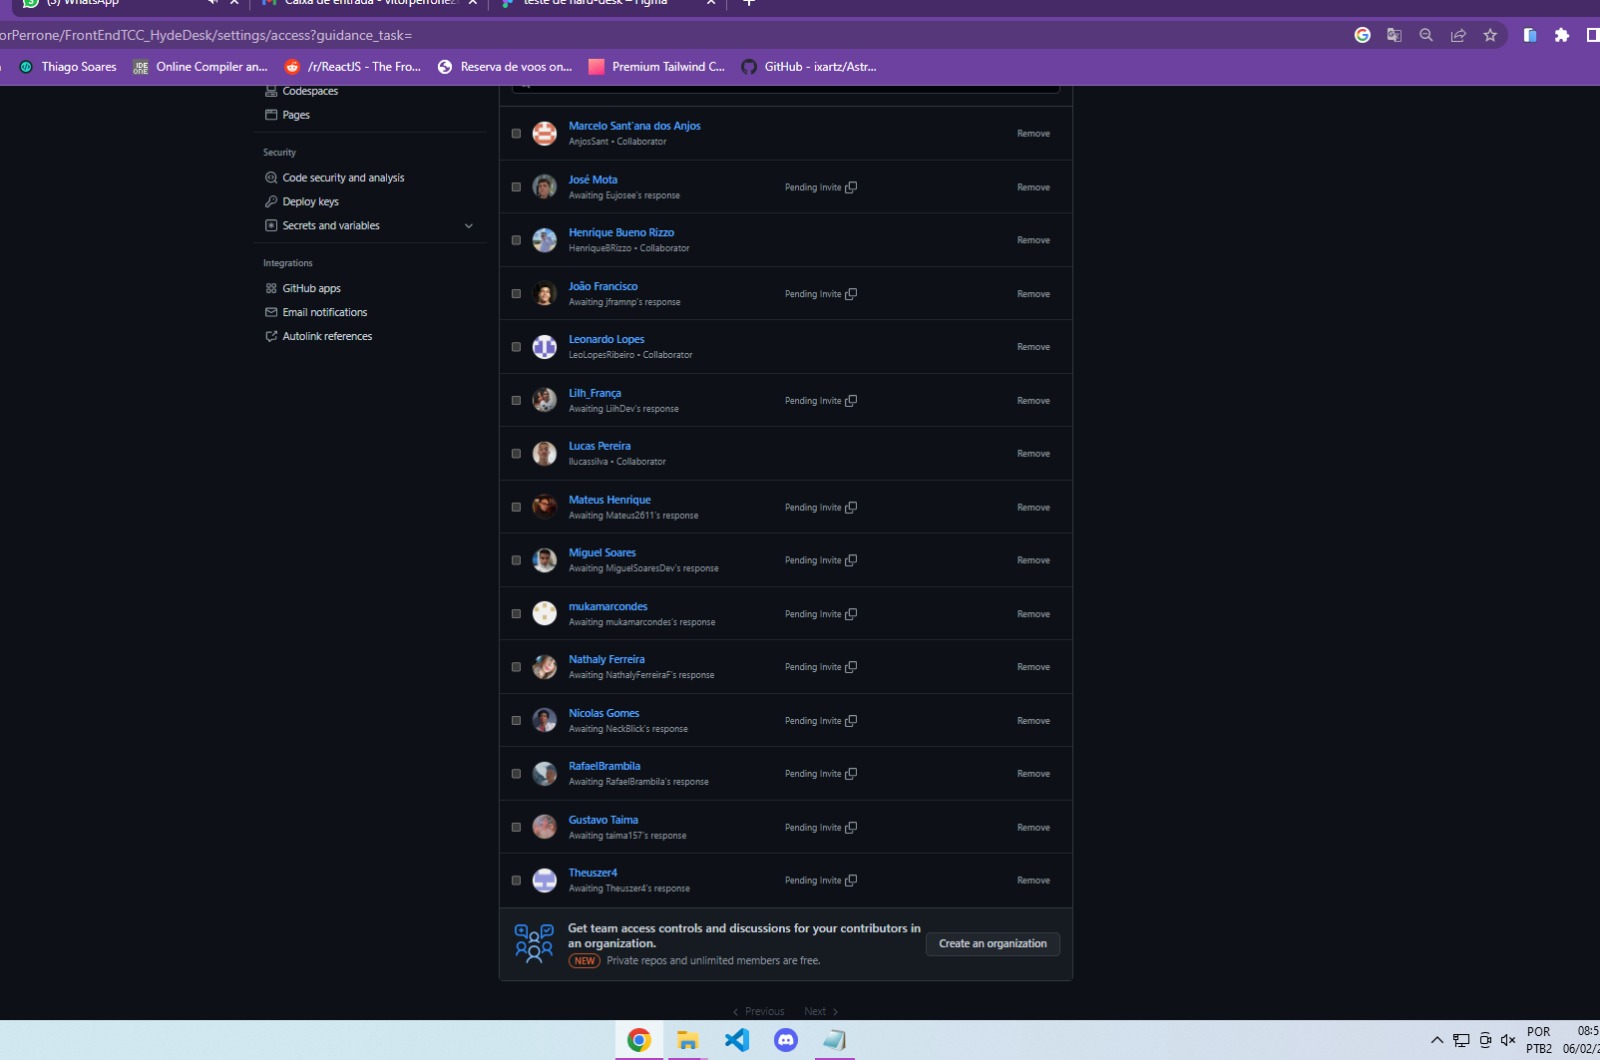 (3) WhatsApp
Caixa de entrada - vitorperrone2
teste de hard-desk – Figma
orPerrone/FrontEndTCC_HydeDesk/settings/access?guidance_task=
Thiago Soares
Online Compiler an...
/r/ReactJS - The Fro...
Reserva de voos on...
Premium Tailwind C...
GitHub - ixartz/Astr...
Codespaces
Pages
Security
Code security and analysis
Deploy keys
Secrets and variables
Integrations
GitHub apps
Email notifications
Autolink references
Marcelo Sant'ana dos Anjos
AnjosSant • Collaborator
Remove
José Mota
Awaiting Eujosee's response
Pending Invite
Remove
Henrique Bueno Rizzo
HenriqueBRizzo • Collaborator
Remove
João Francisco
Awaiting jframnp's response
Pending Invite
Remove
Leonardo Lopes
LeoLopesRibeiro • Collaborator
Remove
Lilh_França
Awaiting LilhDev's response
Pending Invite
Remove
Lucas Pereira
llucassilva • Collaborator
Remove
Mateus Henrique
Awaiting Mateus2611's response
Pending Invite
Remove
Miguel Soares
Awaiting MiguelSoaresDev's response
Pending Invite
Remove
mukamarcondes
Awaiting mukamarcondes's response
Pending Invite
Remove
Nathaly Ferreira
Awaiting NathalyFerreiraF's response
Pending Invite
Remove
Nicolas Gomes
Awaiting NeckBlick's response
Pending Invite
Remove
RafaelBrambila
Awaiting RafaelBrambila's response
Pending Invite
Remove
Gustavo Taima
Awaiting taima157's response
Pending Invite
Remove
Theuszer4
Awaiting Theuszer4's response
Pending Invite
Remove
Get team access controls and discussions for your contributors in
an organization.
NEW Private repos and unlimited members are free.
Create an organization
Previous
Next
POR
PTB2
08:5
06/02/2